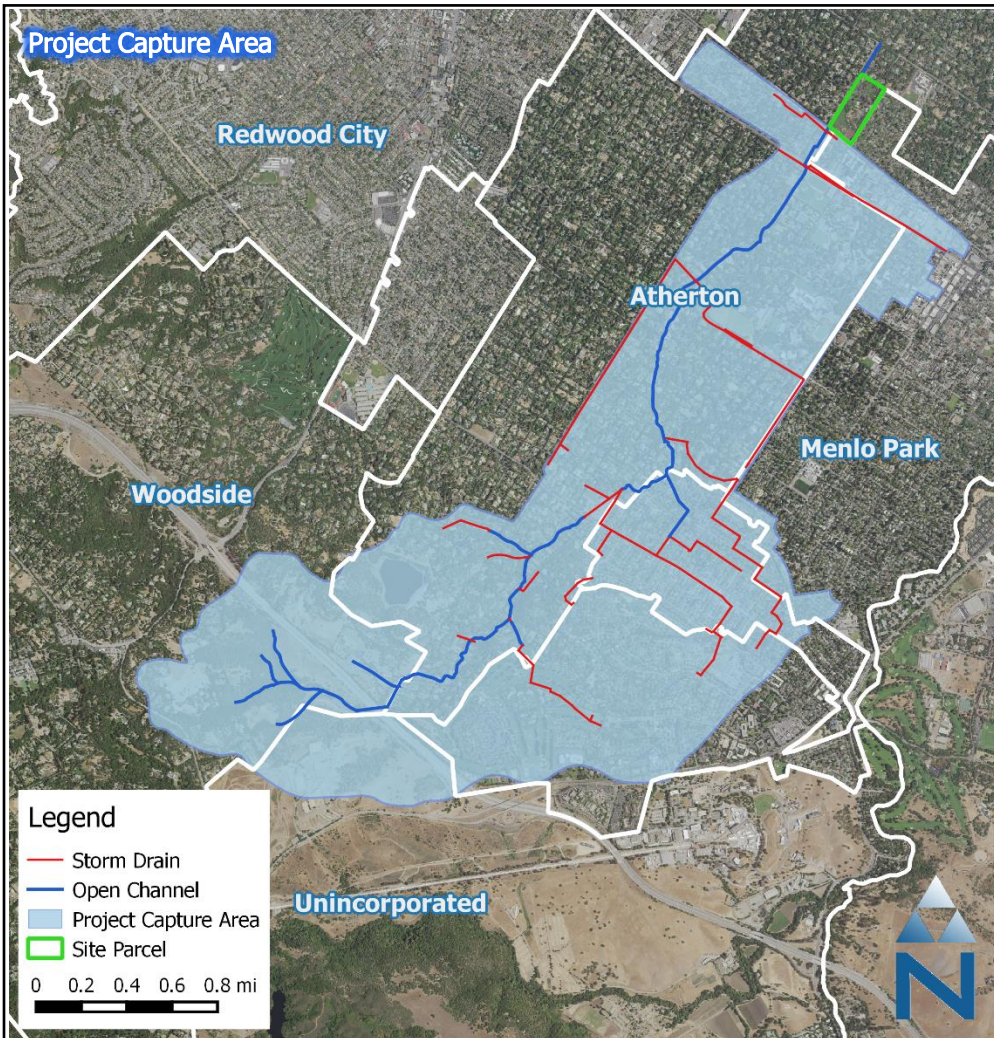 Project Capture Area
Redwood City
Atherton
Menlo Park
Woodside
Unincorporated
Legend
Storm Drain
Open Channel
Project Capture Area
Site Parcel
0 0.2 0.4 0.6 0.8 mi
N